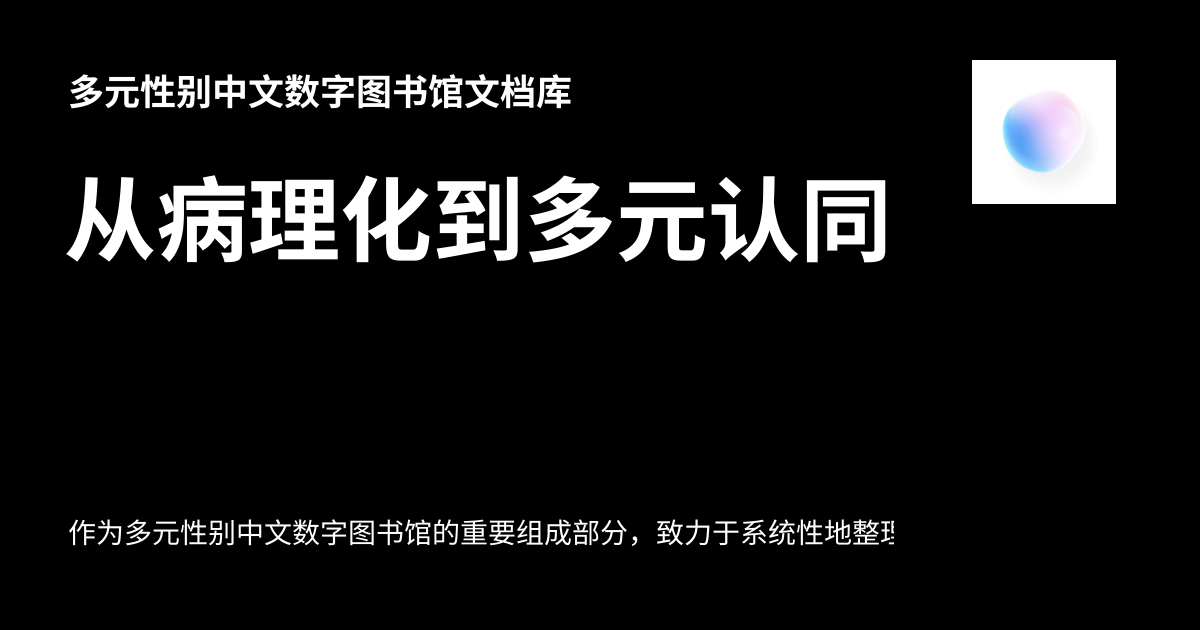 多元性别中文数字图书馆文档库
从病理化到多元认同
作为多元性别中文数字图书馆的重要组成部分，致力于系统性地整理